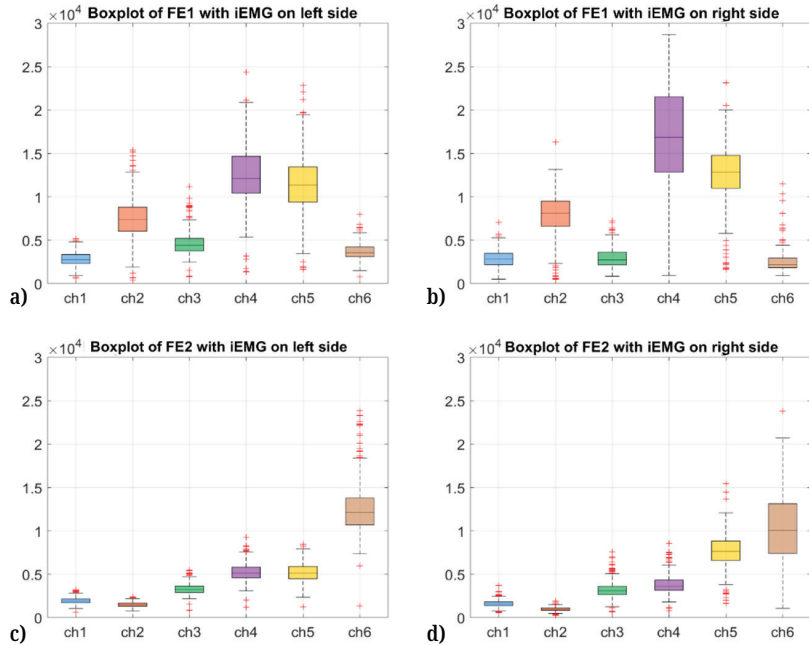 ×10⁴ Boxplot of FE1 with iEMG on left side
3
2.5
2
1.5
1
0.5
0
a)
ch1 ch2 ch3 ch4 ch5 ch6
×10⁴ Boxplot of FE1 with iEMG on right side
3
2.5
2
1.5
1
0.5
0
b)
ch1 ch2 ch3 ch4 ch5 ch6
×10⁴ Boxplot of FE2 with iEMG on left side
3
2.5
2
1.5
1
0.5
0
c)
ch1 ch2 ch3 ch4 ch5 ch6
×10⁴ Boxplot of FE2 with iEMG on right side
3
2.5
2
1.5
1
0.5
0
d)
ch1 ch2 ch3 ch4 ch5 ch6